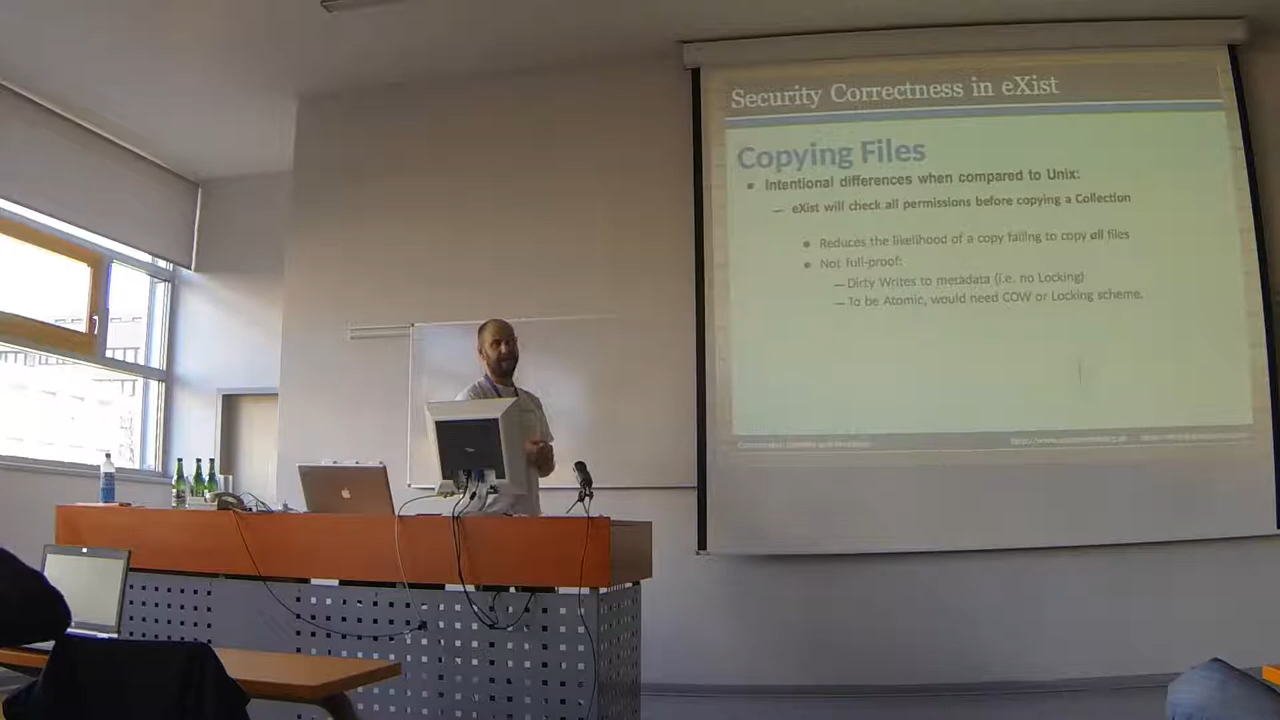 Security Correctness in eXist
Copying Files
• Intentional differences when compared to Unix:
— eXist will check all permissions before copying a Collection
• Reduces the likelihood of a copy failing to copy all files
• Not full-proof:
—Dirty Writes to metadata (i.e. no Locking)
—To be Atomic, would need COW or Locking scheme.